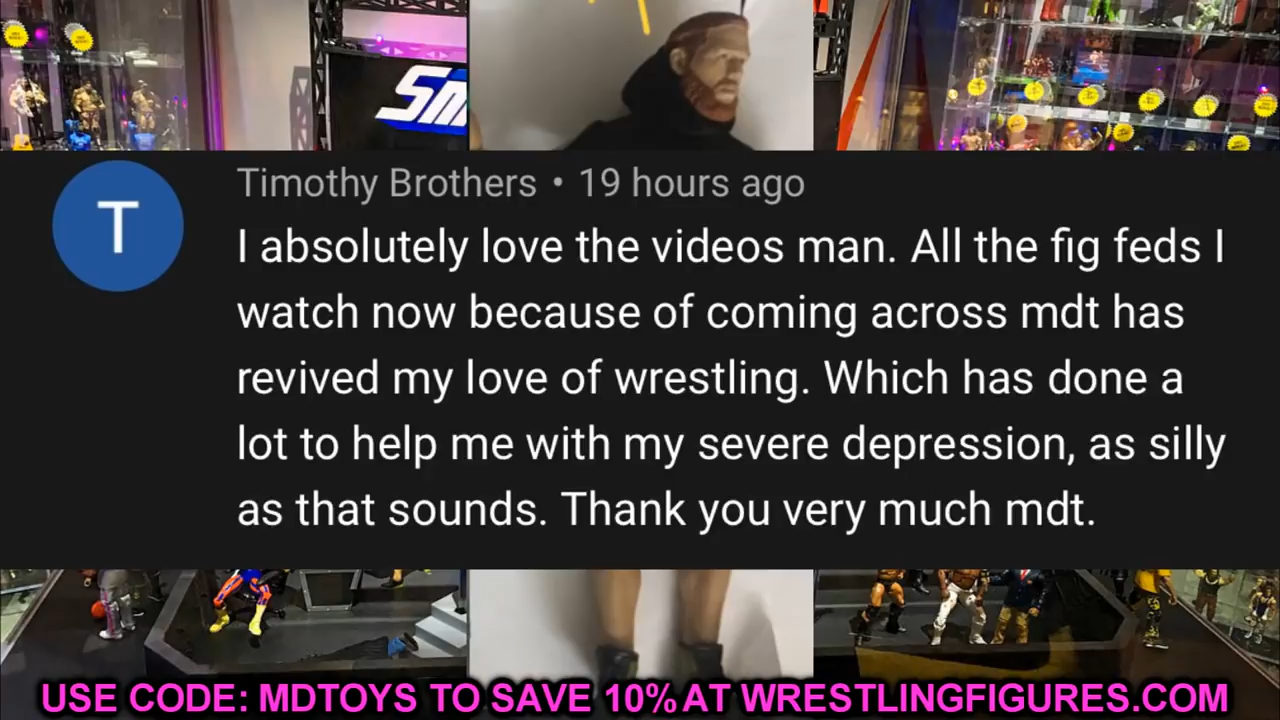 SM
Timothy Brothers • 19 hours ago
I absolutely love the videos man. All the fig feds I
watch now because of coming across mdt has
revived my love of wrestling. Which has done a
lot to help me with my severe depression, as silly
as that sounds. Thank you very much mdt.
T
USE CODE: MDTOYS TO SAVE 10% AT WRESTLINGFIGURES.COM